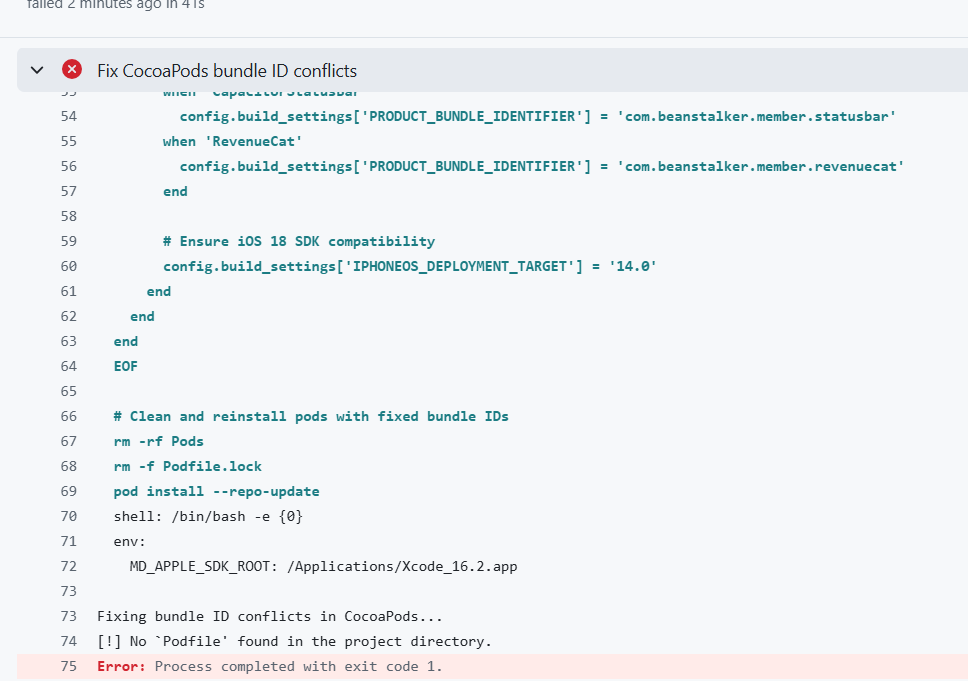 failed 2 minutes ago in 41s
Fix CocoaPods bundle ID conflicts
53 when 'CapacitorStatusBar'
54 config.build_settings['PRODUCT_BUNDLE_IDENTIFIER'] = 'com.beanstalker.member.statusbar'
55 when 'RevenueCat'
56 config.build_settings['PRODUCT_BUNDLE_IDENTIFIER'] = 'com.beanstalker.member.revenuecat'
57 end
58
59 # Ensure iOS 18 SDK compatibility
60 config.build_settings['IPHONEOS_DEPLOYMENT_TARGET'] = '14.0'
61 end
62 end
63 end
64 EOF
65
66 # Clean and reinstall pods with fixed bundle IDs
67 rm -rf Pods
68 rm -f Podfile.lock
69 pod install --repo-update
70 shell: /bin/bash -e {0}
71 env:
72 MD_APPLE_SDK_ROOT: /Applications/Xcode_16.2.app
73
73 Fixing bundle ID conflicts in CocoaPods...
74 [!] No `Podfile' found in the project directory.
75 Error: Process completed with exit code 1.